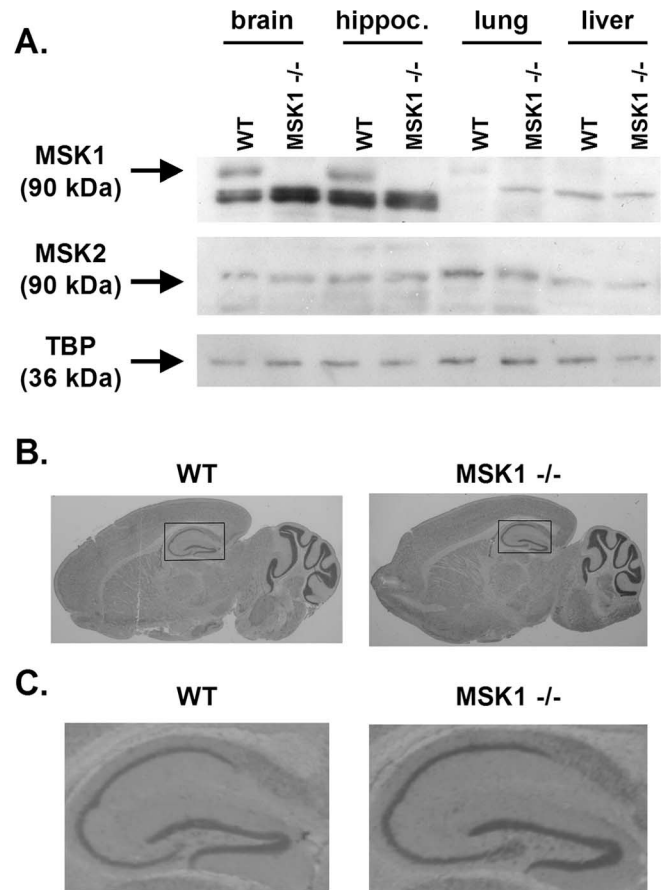 A.
brain hippoc. lung liver
WT MSK1 -/- WT MSK1 -/- WT MSK1 -/- WT MSK1 -/-
MSK1
(90 kDa)
MSK2
(90 kDa)
TBP
(36 kDa)
B.
WT MSK1 -/-
C.
WT MSK1 -/-